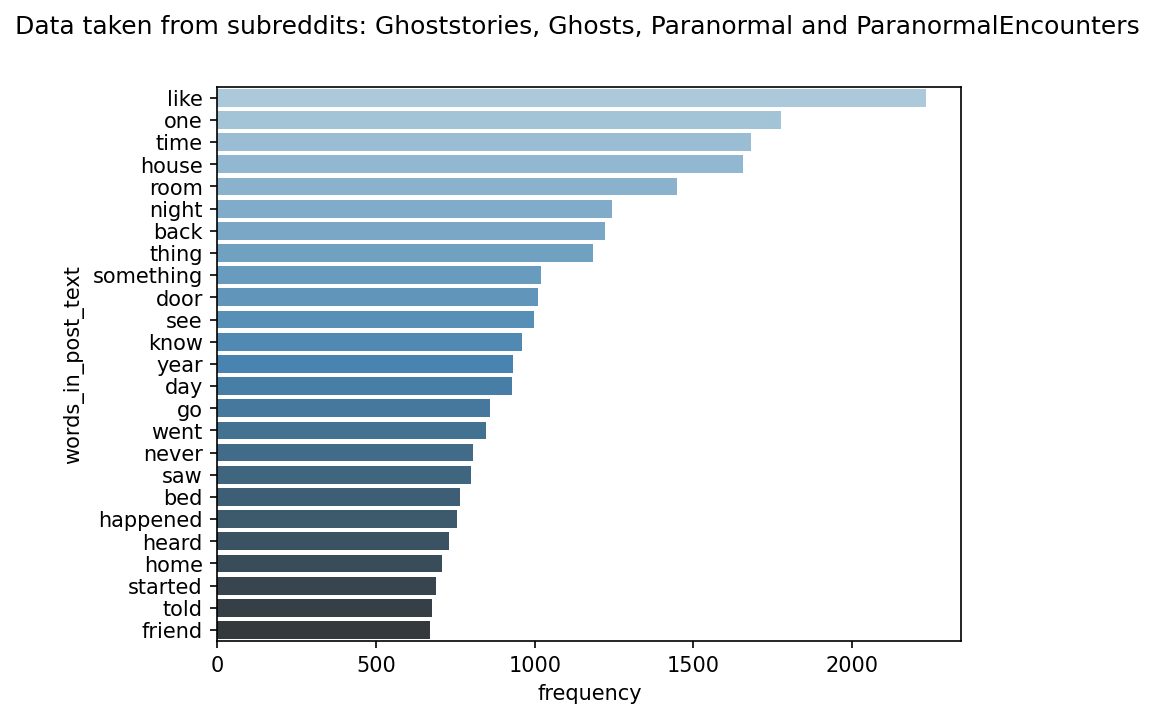 Data taken from subreddits: Ghoststories, Ghosts, Paranormal and ParanormalEncounters
words_in_post_text
like
one
time
house
room
night
back
thing
something
door
see
know
year
day
go
went
never
saw
bed
happened
heard
home
started
told
friend
0 500 1000 1500 2000
frequency